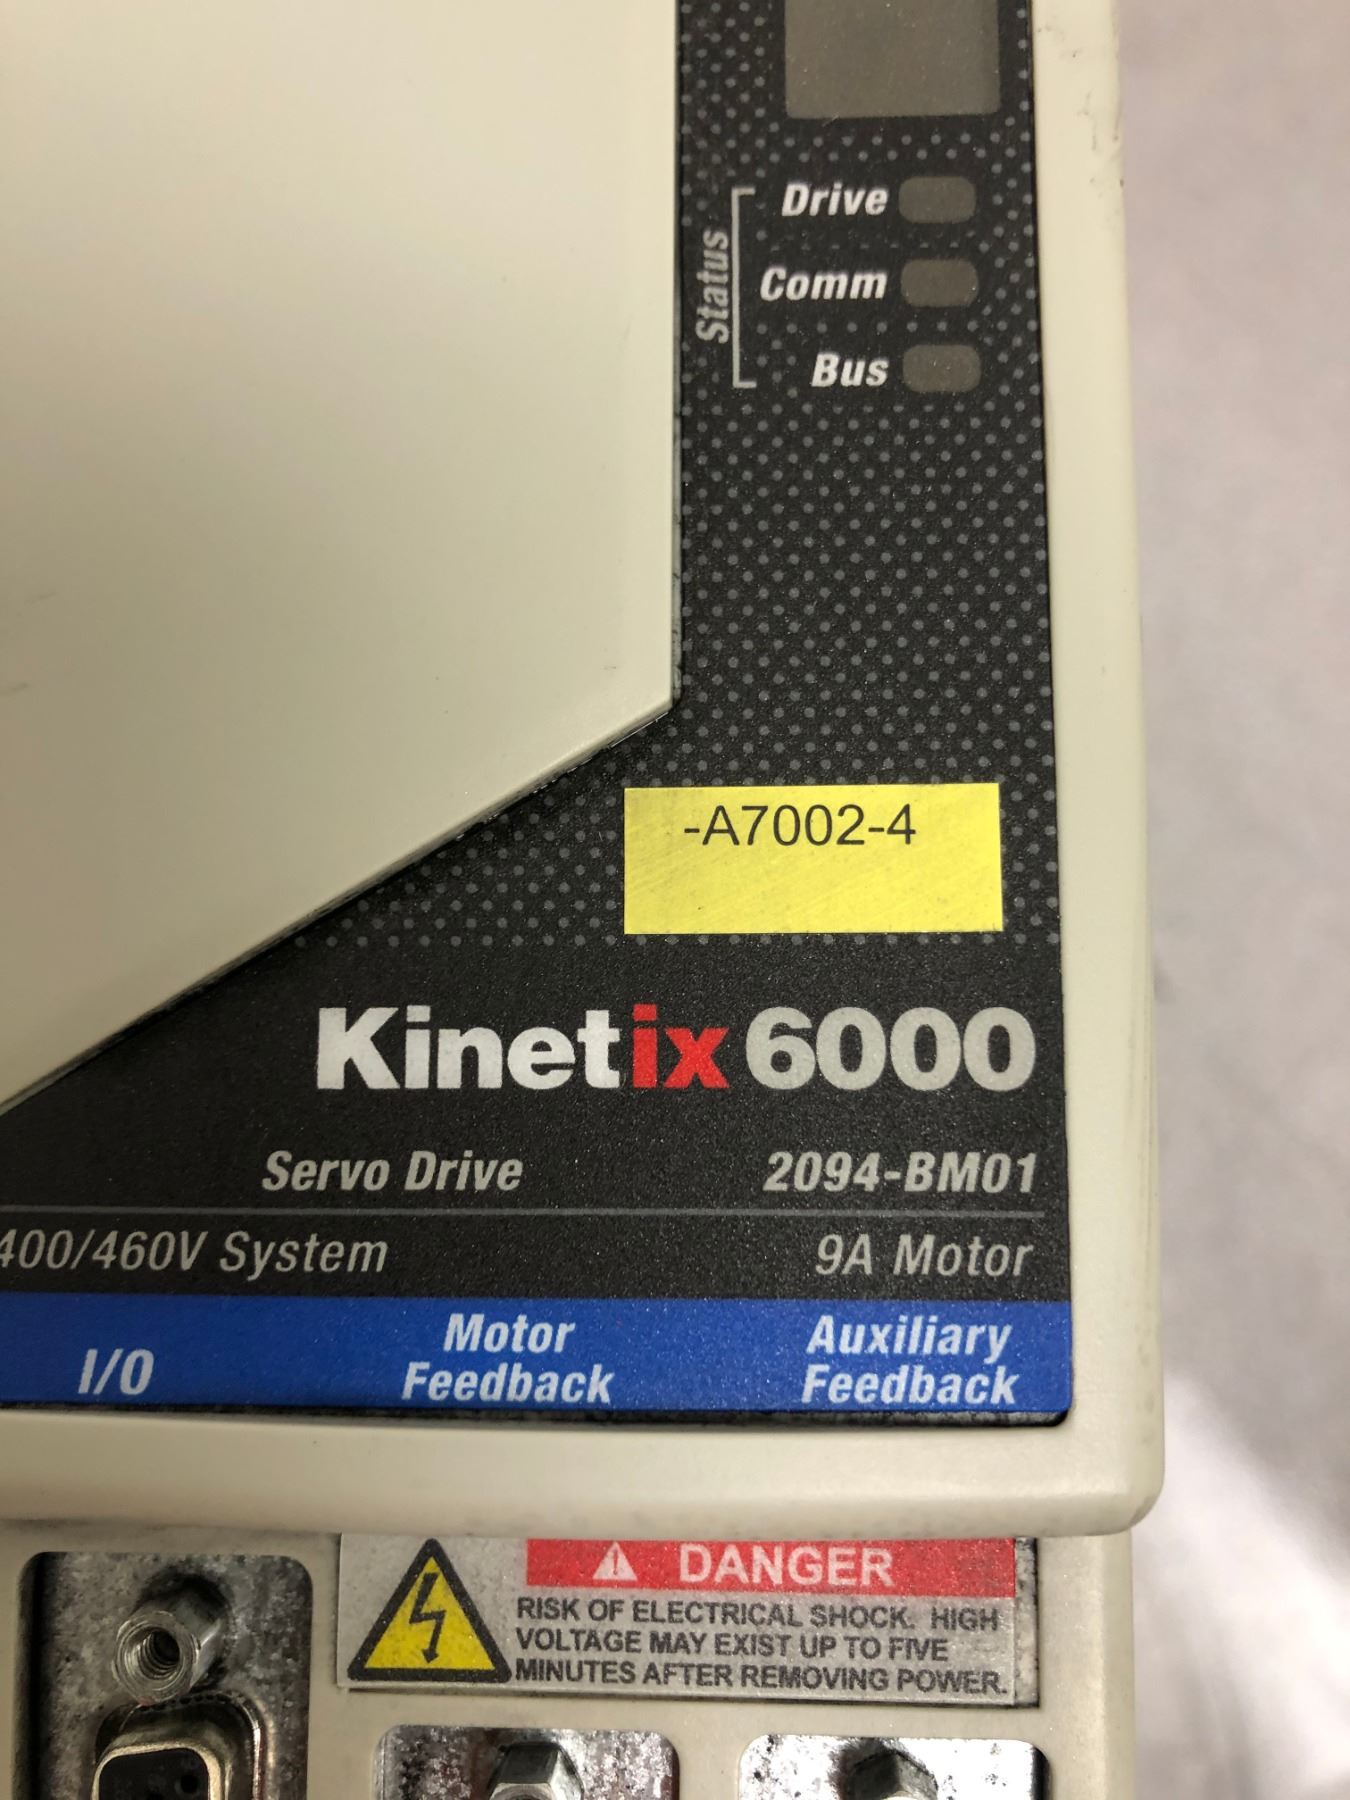 Status
Drive
Comm
Bus
-A7002-4
Kinetix 6000
Servo Drive 2094-BM01
400/460V System 9A Motor
I/O Motor Feedback Auxiliary Feedback
DANGER
RISK OF ELECTRICAL SHOCK. HIGH
VOLTAGE MAY EXIST UP TO FIVE
MINUTES AFTER REMOVING POWER.